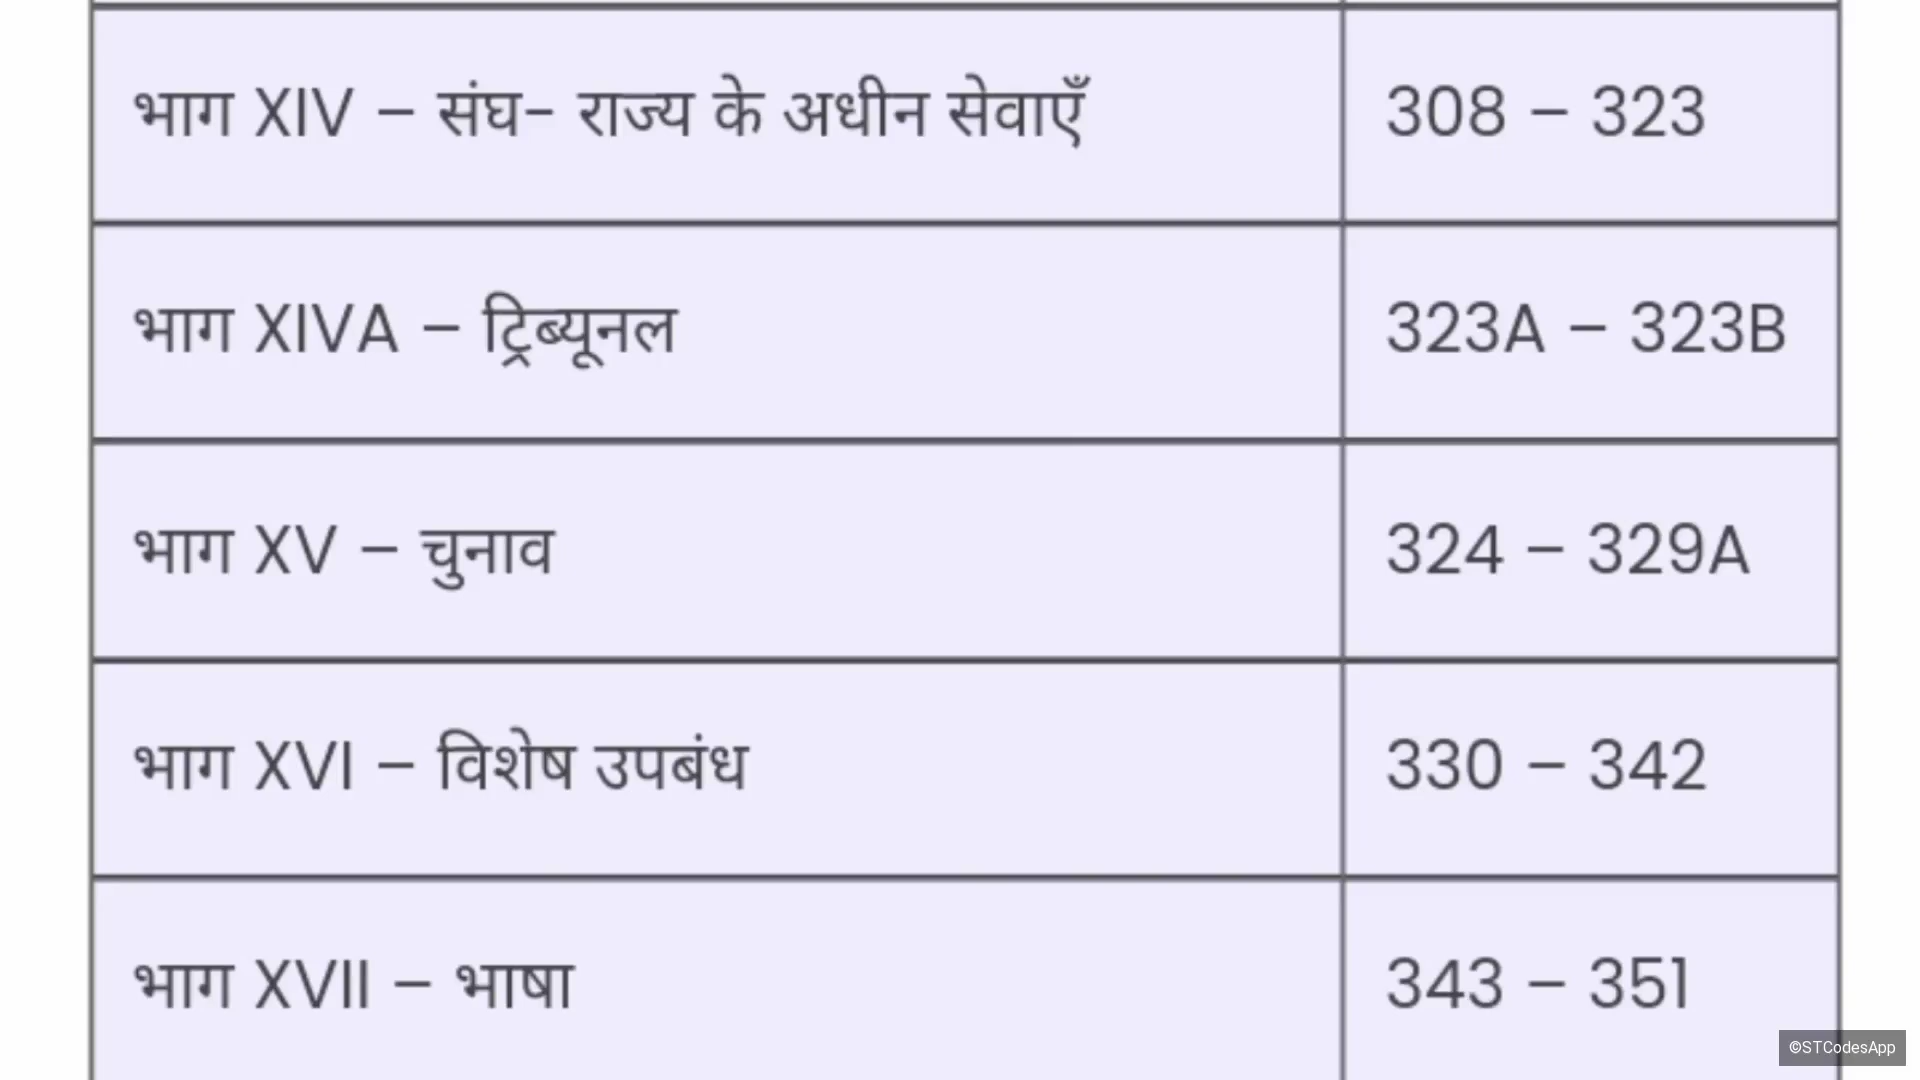 भाग XIV – संघ- राज्य के अधीन सेवाएँ 308 – 323
भाग XIVA – ट्रिब्यूनल 323A – 323B
भाग XV – चुनाव 324 – 329A
भाग XVI – विशेष उपबंध 330 – 342
भाग XVII – भाषा 343 – 351
©STCodesApp